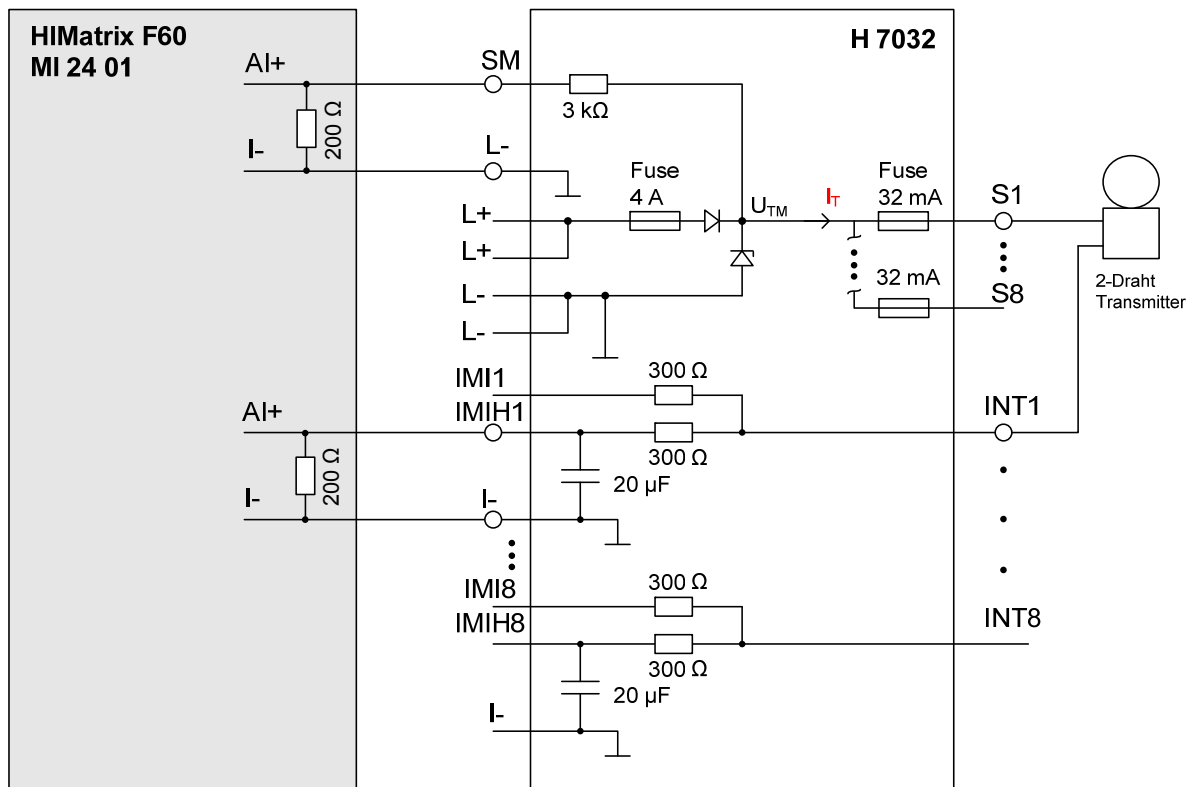 HIMatrix F60
MI 24 01
H 7032
AI+
SM
200 Ω
3 kΩ
I-
L-
Fuse
4 A
Fuse
32 mA
L+
U_TM
I_T
S1
L+
32 mA
L-
S8
2-Draht
Transmitter
L-
300 Ω
IMI1
AI+
IMIH1
INT1
300 Ω
200 Ω
20 µF
I-
I-
300 Ω
IMI8
IMIH8
INT8
300 Ω
20 µF
I-